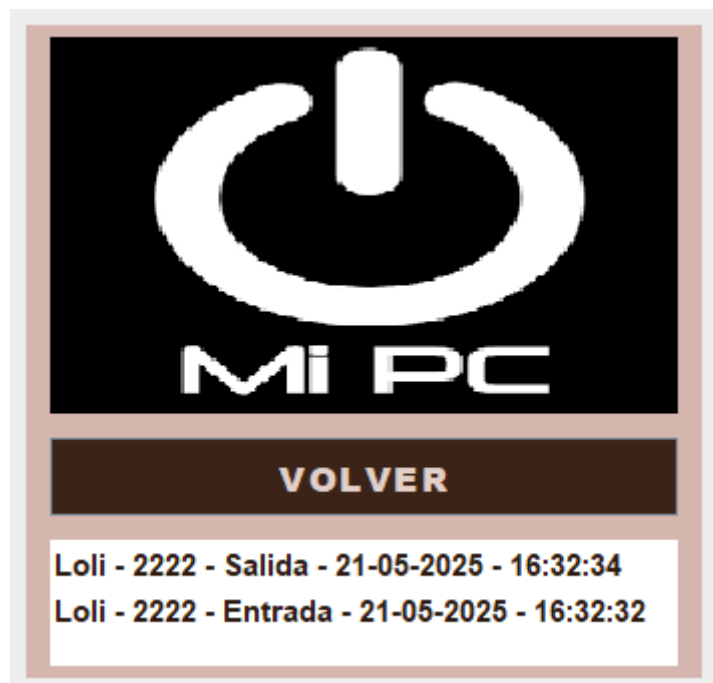 Mi PC
VOLVER
Loli - 2222 - Salida - 21-05-2025 - 16:32:34
Loli - 2222 - Entrada - 21-05-2025 - 16:32:32